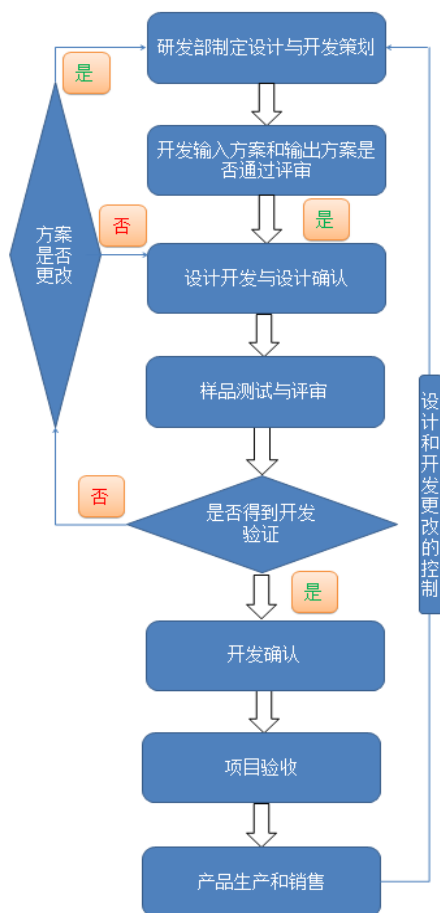 研发部制定设计与开发策划
是
开发输入方案和输出方案是
否通过评审
是
方案
是否
更改
否
设计开发与设计确认
样品测试与评审
设计和开发更改的控制
否
是否得到开发
验证
是
开发确认
项目验收
产品生产和销售